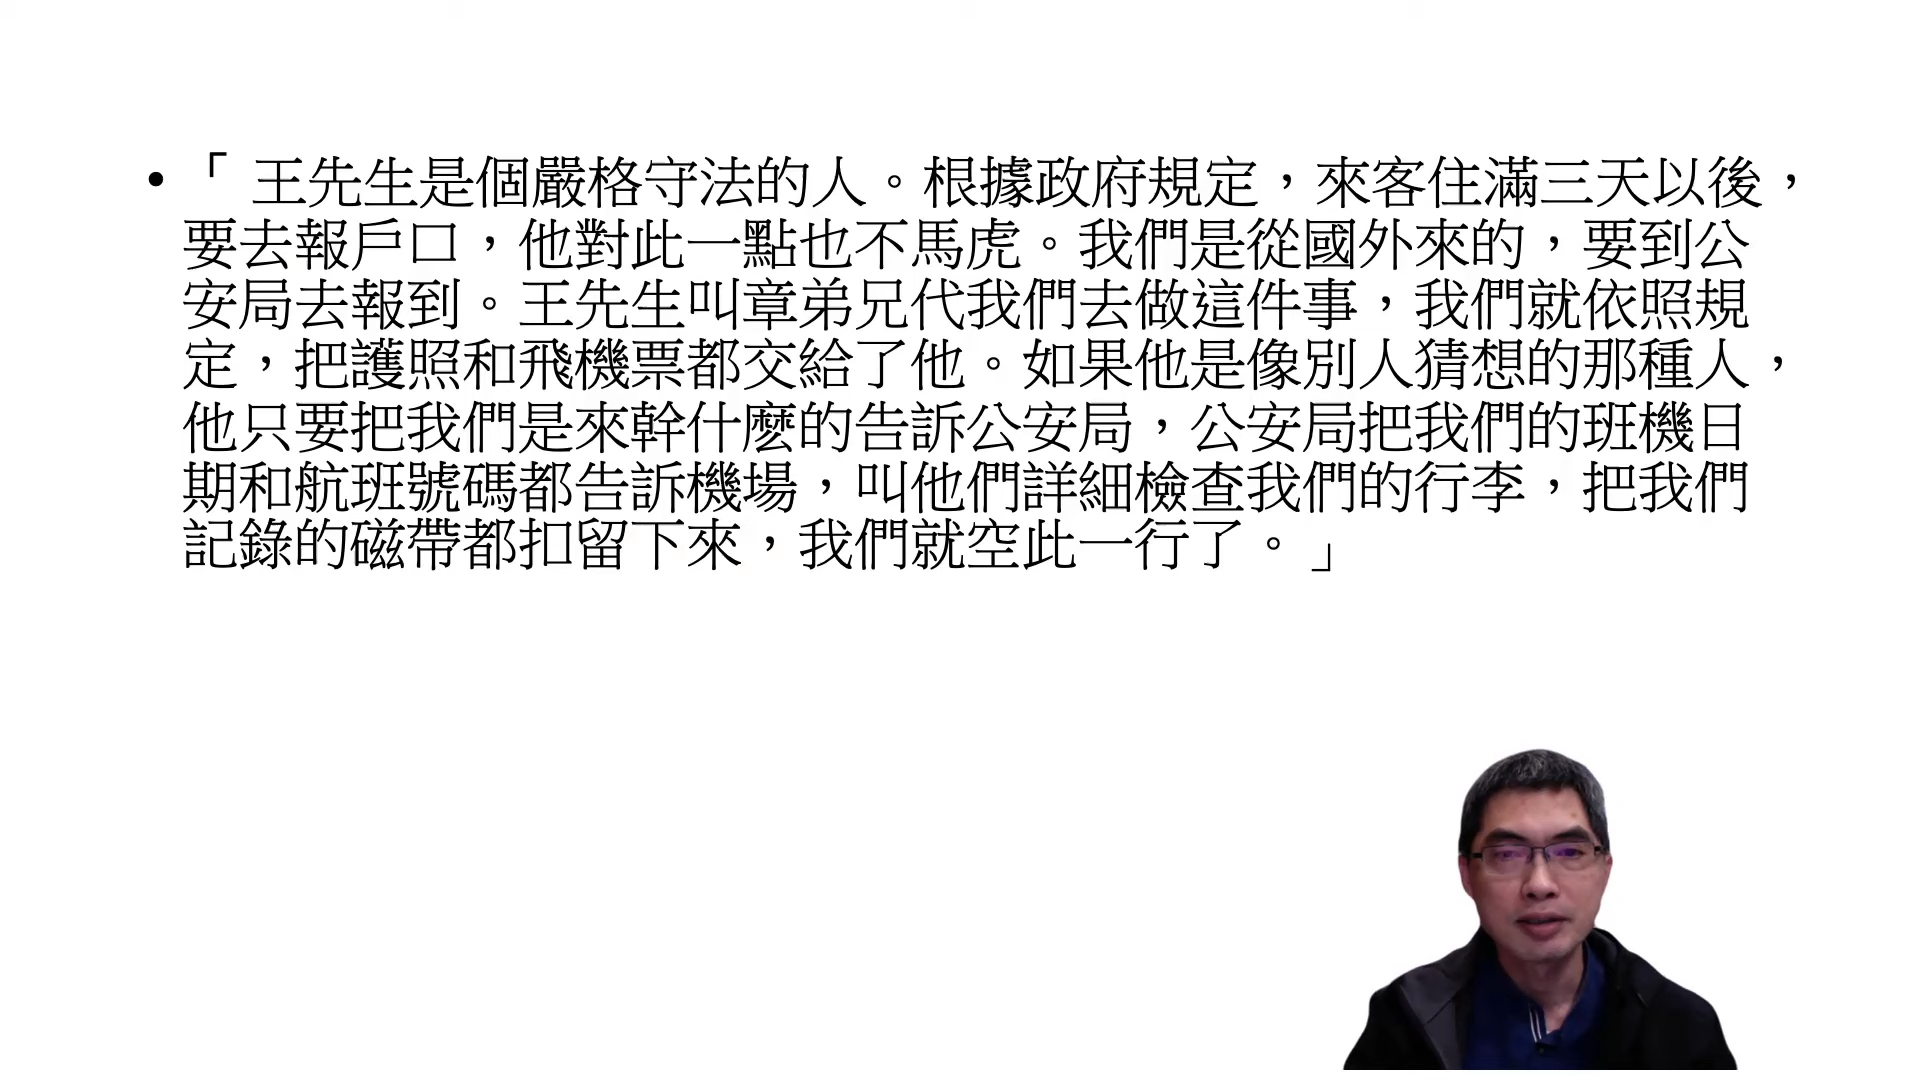 •「 王先生是個嚴格守法的人。根據政府規定，來客住滿三天以後，
要去報戶口，他對此一點也不馬虎。我們是從國外來的，要到公
安局去報到。王先生叫章弟兄代我們去做這件事，我們就依照規
定，把護照和飛機票都交給了他。如果他是像別人猜想的那種人，
他只要把我們是來幹什麼的告訴公安局，公安局把我們的班機日
期和航班號碼都告訴機場，叫他們詳細檢查我們的行李，把我們
記錄的磁帶都扣留下來，我們就空此一行了。」